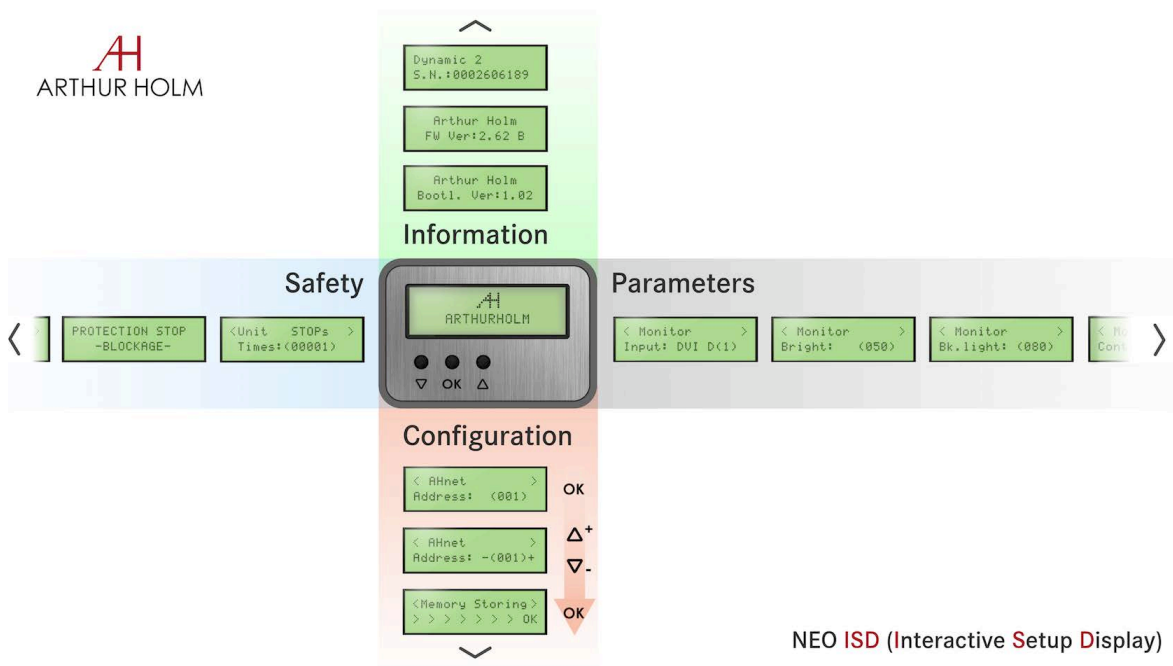 AH
ARTHUR HOLM
Dynamic 2
S.N.:0002606189
Arthur Holm
FW Ver:2.62 B
Arthur Holm
Bootl. Ver:1.02
Information
Safety
PROTECTION STOP
-BLOCKAGE-
<Unit STOPs >
Times:(00001)
AH
ARTHURHOLM
▽ OK △
Parameters
< Monitor >
Input: DVI D(1)
< Monitor >
Bright: (050)
< Monitor >
Bk.light: (080)
Configuration
< AHnet >
Address: (001)
OK
< AHnet >
Address: -(001)+
△+
▽-
<Memory Storing>
> > > > > > > OK
OK
NEO ISD (Interactive Setup Display)